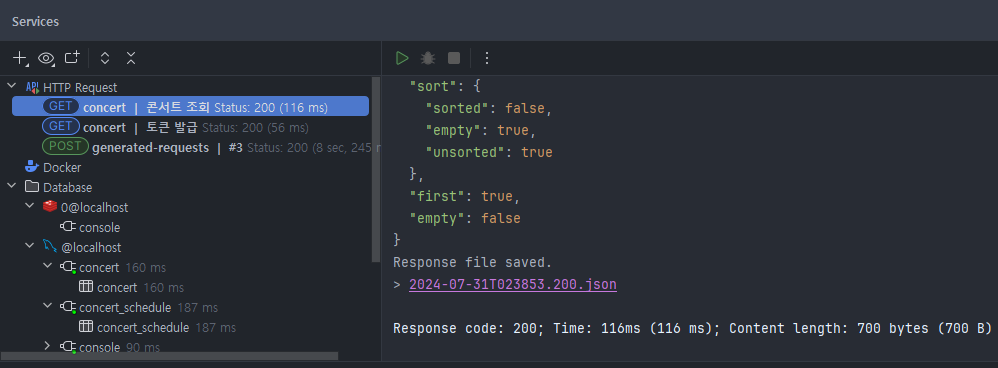 Services
HTTP Request
GET concert | 콘서트 조회 Status: 200 (116 ms)
GET concert | 토큰 발급 Status: 200 (56 ms)
POST generated-requests | #3 Status: 200 (8 sec, 245 m
Docker
Database
0@localhost
console
@localhost
concert 160 ms
concert 160 ms
concert_schedule 187 ms
concert_schedule 187 ms
console 90 ms
"sort": {
"sorted": false,
"empty": true,
"unsorted": true
},
"first": true,
"empty": false
}
Response file saved.
> 2024-07-31T023853.200.json
Response code: 200; Time: 116ms (116 ms); Content length: 700 bytes (700 B)